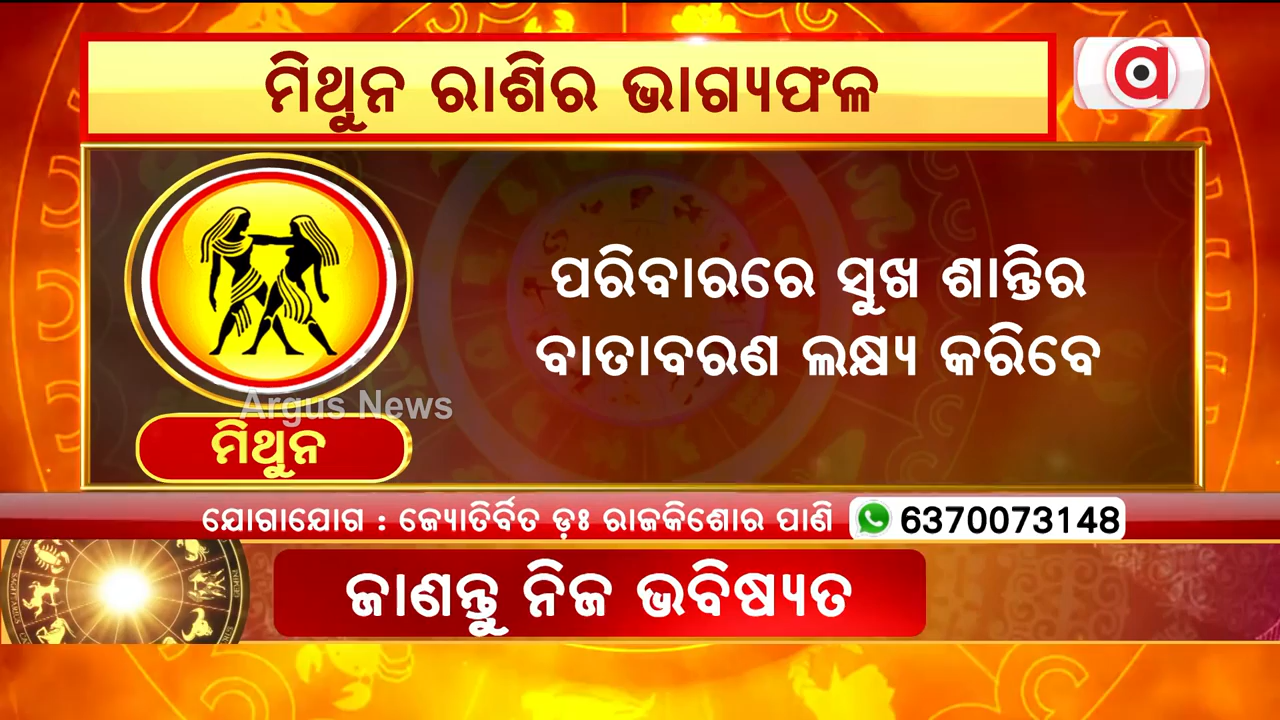 ମିଥୁନ ରାଶିର ଭାଗ୍ୟଫଳ
a
ପରିବାରରେ ସୁଖ ଶାନ୍ତିର
ବାତାବରଣ ଲକ୍ଷ୍ୟ କରିବେ
Argus News
ମିଥୁନ
ଯୋଗାଯୋଗ : ଜ୍ୟୋତିର୍ବିତ ଡ଼ଃ ରାଜକିଶୋର ପାଣି 6370073148
ଜାଣନ୍ତୁ ନିଜ ଭବିଷ୍ୟତ